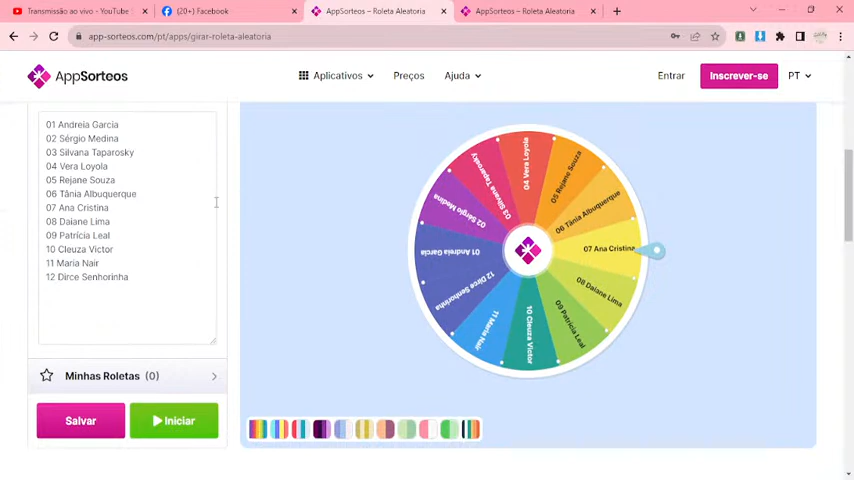 Transmissão ao vivo - YouTube S
(20+) Facebook
AppSorteos – Roleta Aleatoria
AppSorteos – Roleta Aleatoria
app-sorteos.com/pt/apps/girar-roleta-aleatoria
AppSorteos
Aplicativos
Preços
Ajuda
Entrar
Inscrever-se
PT
01 Andreia Garcia
02 Sérgio Medina
03 Silvana Taparosky
04 Vera Loyola
05 Rejane Souza
06 Tânia Albuquerque
07 Ana Cristina
08 Daiane Lima
09 Patrícia Leal
10 Cleuza Victor
11 Maria Nair
12 Dirce Senhorinha
Minhas Roletas (0)
Salvar
Iniciar
01 Andreia Garcia
02 Sérgio Medina
03 Silvana Taparosky
04 Vera Loyola
05 Rejane Souza
06 Tânia Albuquerque
07 Ana Cristina
08 Daiane Lima
09 Patrícia Leal
10 Cleuza Victor
11 Maria Nair
12 Dirce Senhorinha